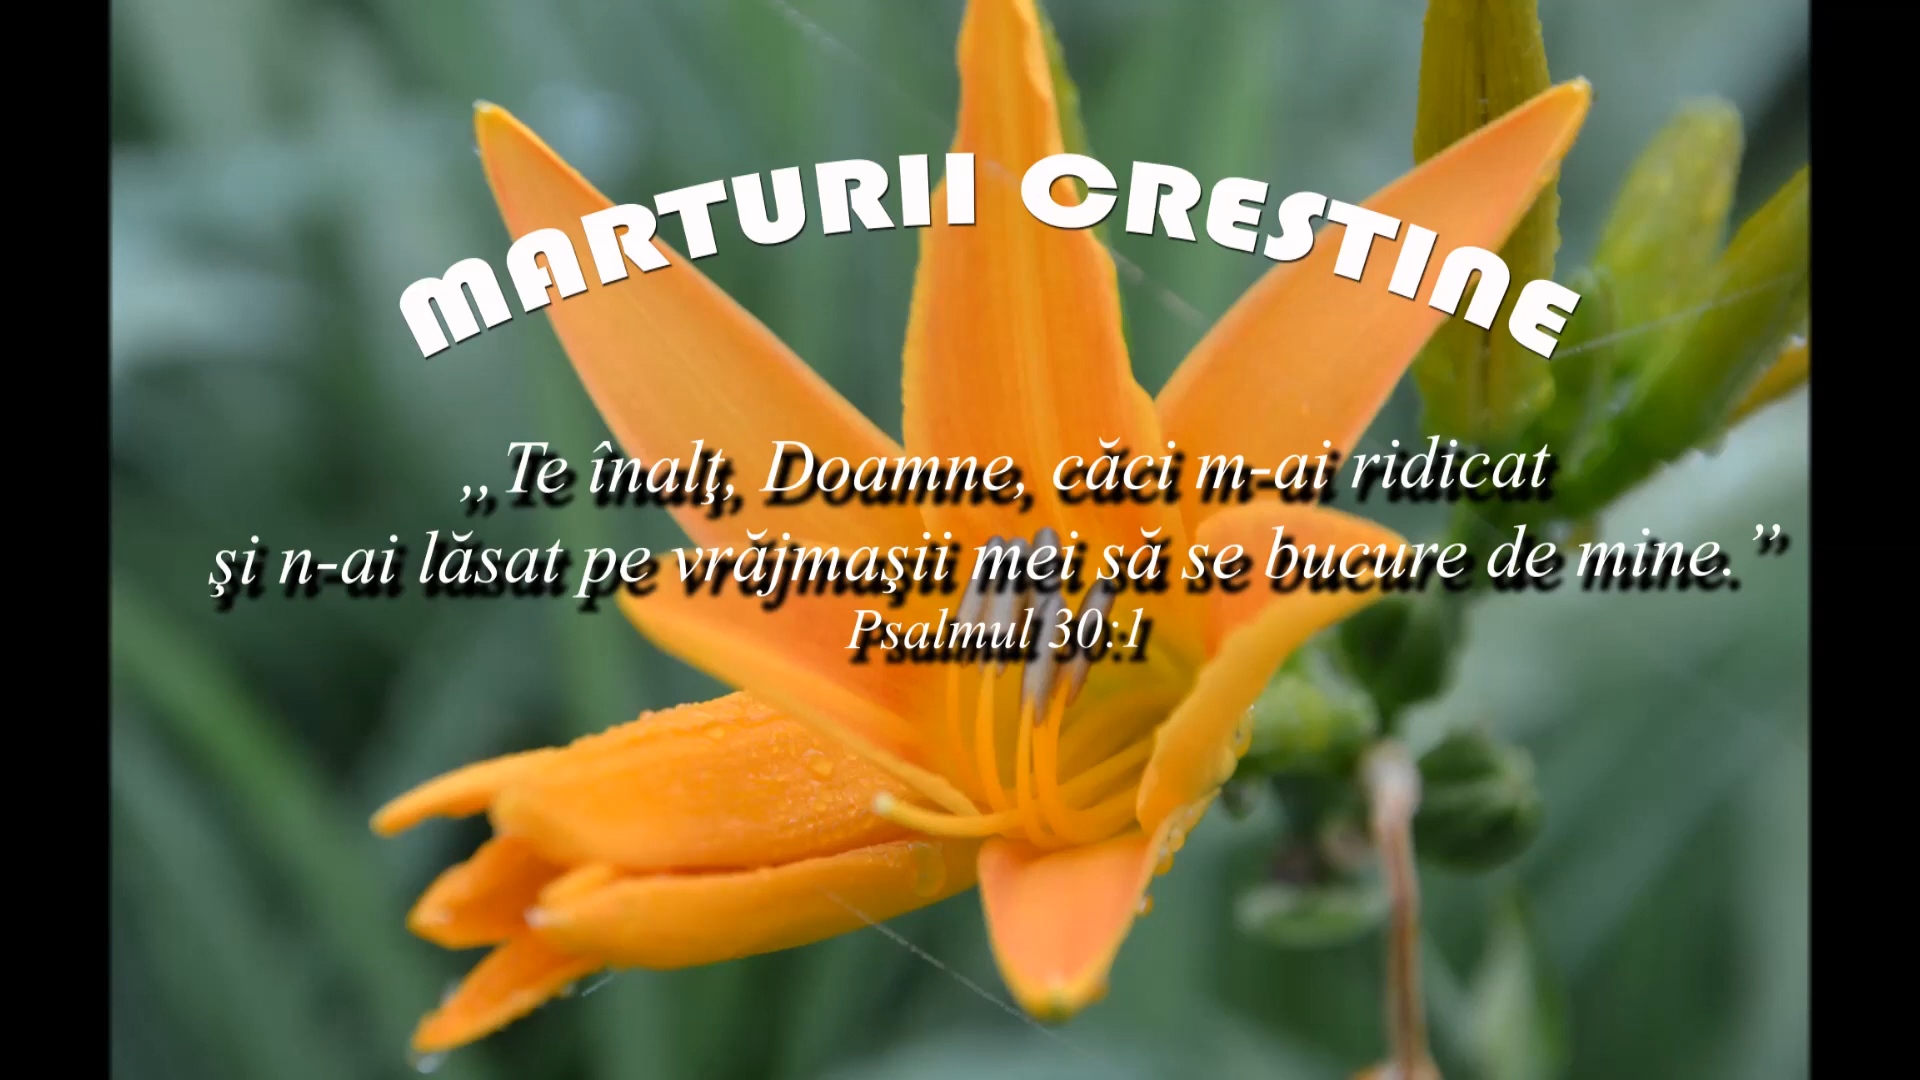 MARTURII CRESTINE
„Te înalţ, Doamne, căci m-ai ridicat
şi n-ai lăsat pe vrăjmaşii mei să se bucure de mine.”
Psalmul 30:1